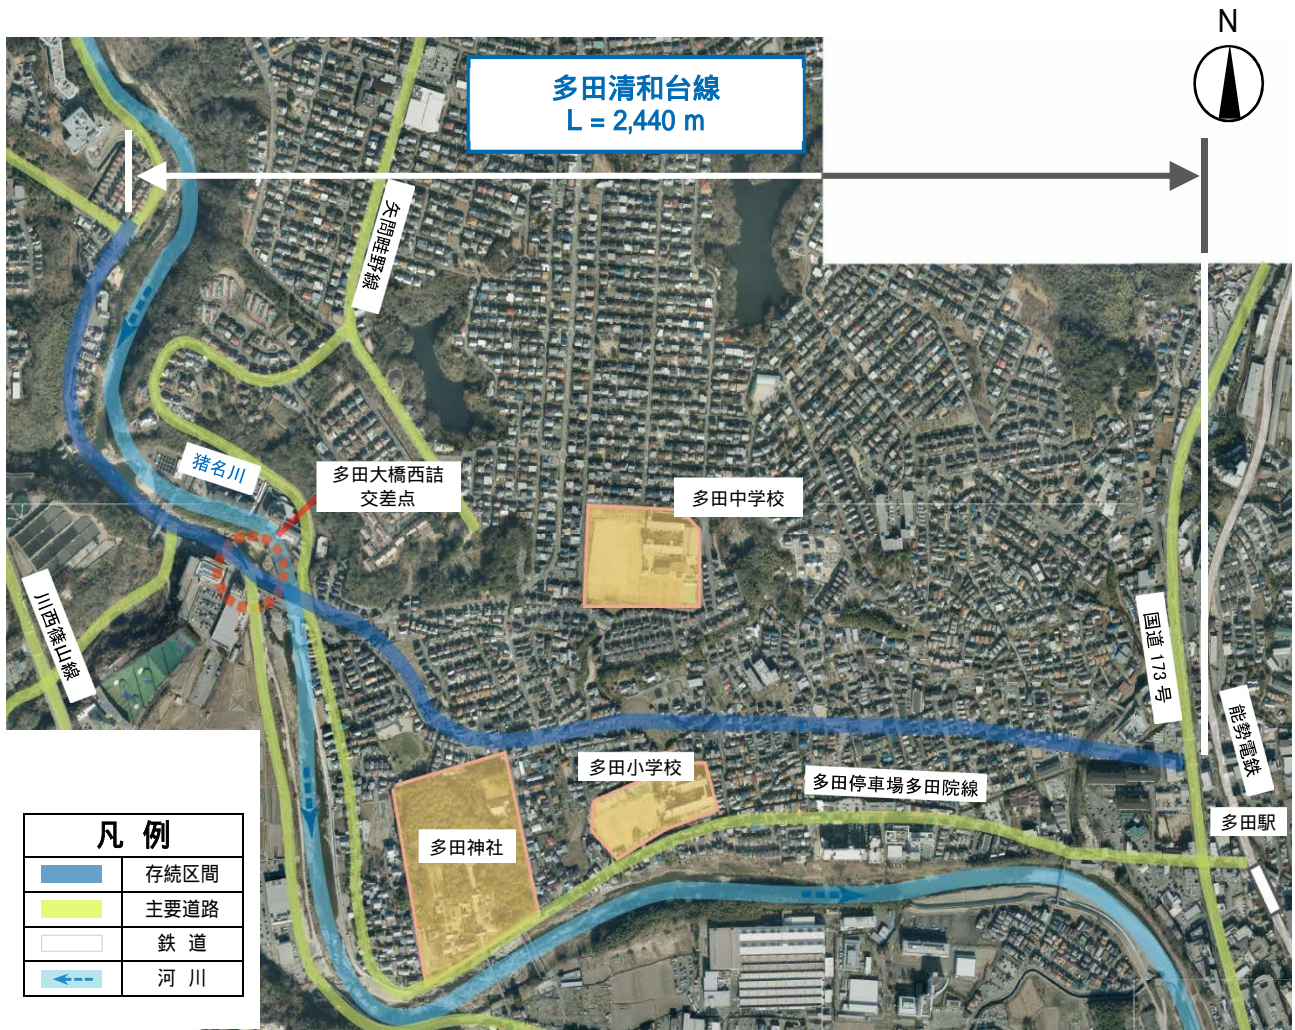 N
多田清和台線
L = 2,440 m
矢間畦野線
猪名川
多田大橋西詰
交差点
多田中学校
川西篠山線
国道 173 号
能勢電鉄
多田小学校
多田停車場多田院線
多田神社
多田駅
凡 例
存続区間
主要道路
鉄 道
河 川